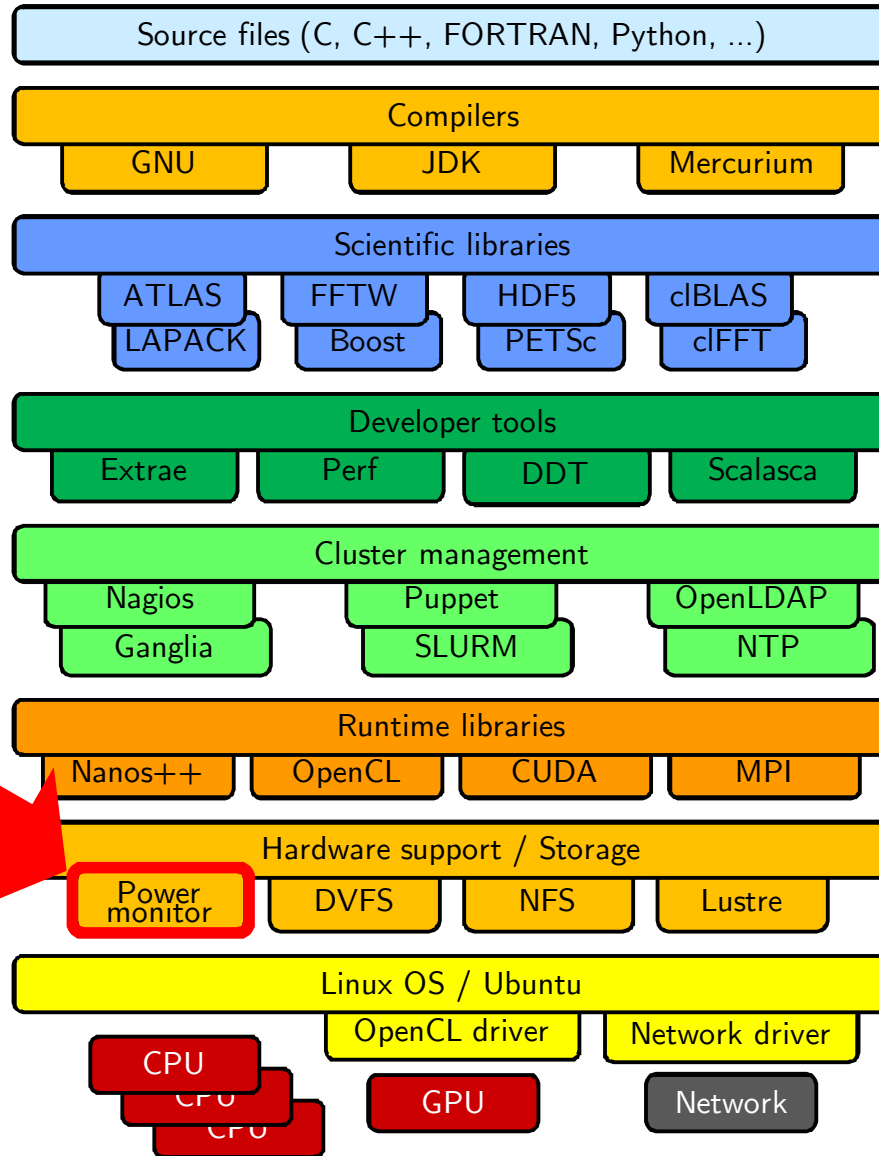 Source files (C, C++, FORTRAN, Python, ...)
Compilers
GNU JDK Mercurium
Scientific libraries
ATLAS FFTW HDF5 clBLAS
LAPACK Boost PETSc clFFT
Developer tools
Extrae Perf DDT Scalasca
Cluster management
Nagios Puppet OpenLDAP
Ganglia SLURM NTP
Runtime libraries
Nanos++ OpenCL CUDA MPI
Hardware support / Storage
Power
monitor DVFS NFS Lustre
Linux OS / Ubuntu
OpenCL driver Network driver
CPU
CPU
CPU
GPU Network